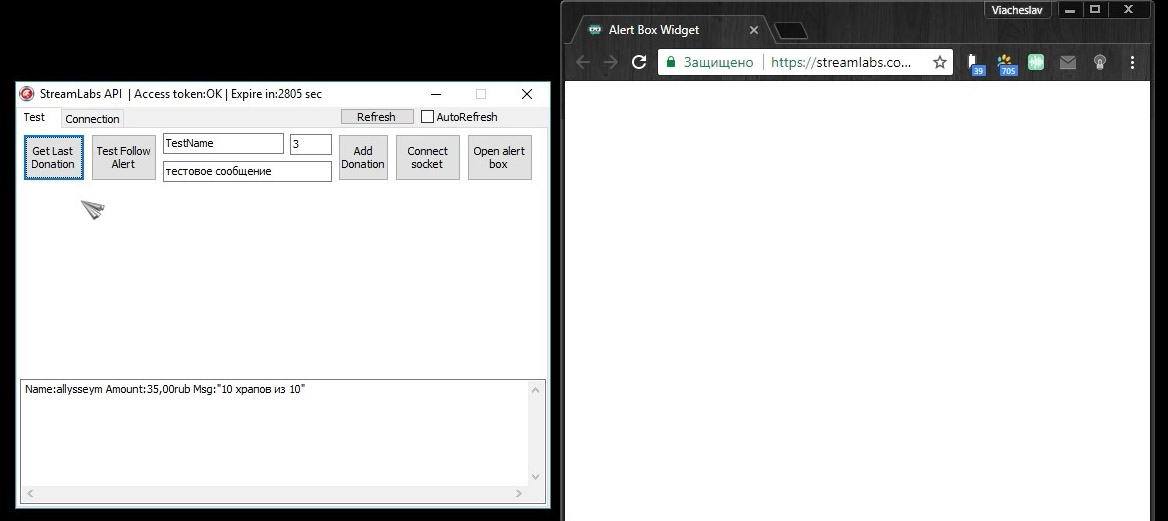 Viacheslav
Alert Box Widget
Защищено
https://streamlabs.co...
39
705
StreamLabs API | Access token:OK | Expire in:2805 sec
Test
Connection
Refresh
AutoRefresh
Get Last
Donation
Test Follow
Alert
TestName
3
тестовое сообщение
Add
Donation
Connect
socket
Open alert
box
Name:allysseym Amount:35,00rub Msg:"10 храпов из 10"